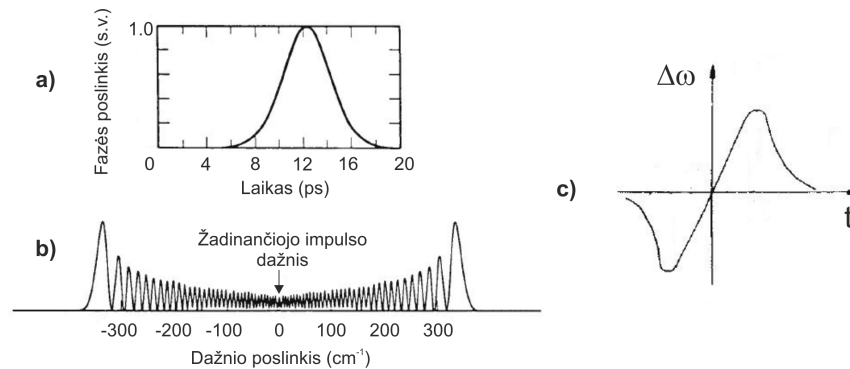 a)
Fazės poslinkis (s.v.)
1.0
0 4 8 10 12 16 20
Laikas (ps)
b)
Žadinančiojo impulso
dažnis
-300 -200 -100 0 100 200 300
Dažnio poslinkis (cm⁻¹)
c)
Δω
t